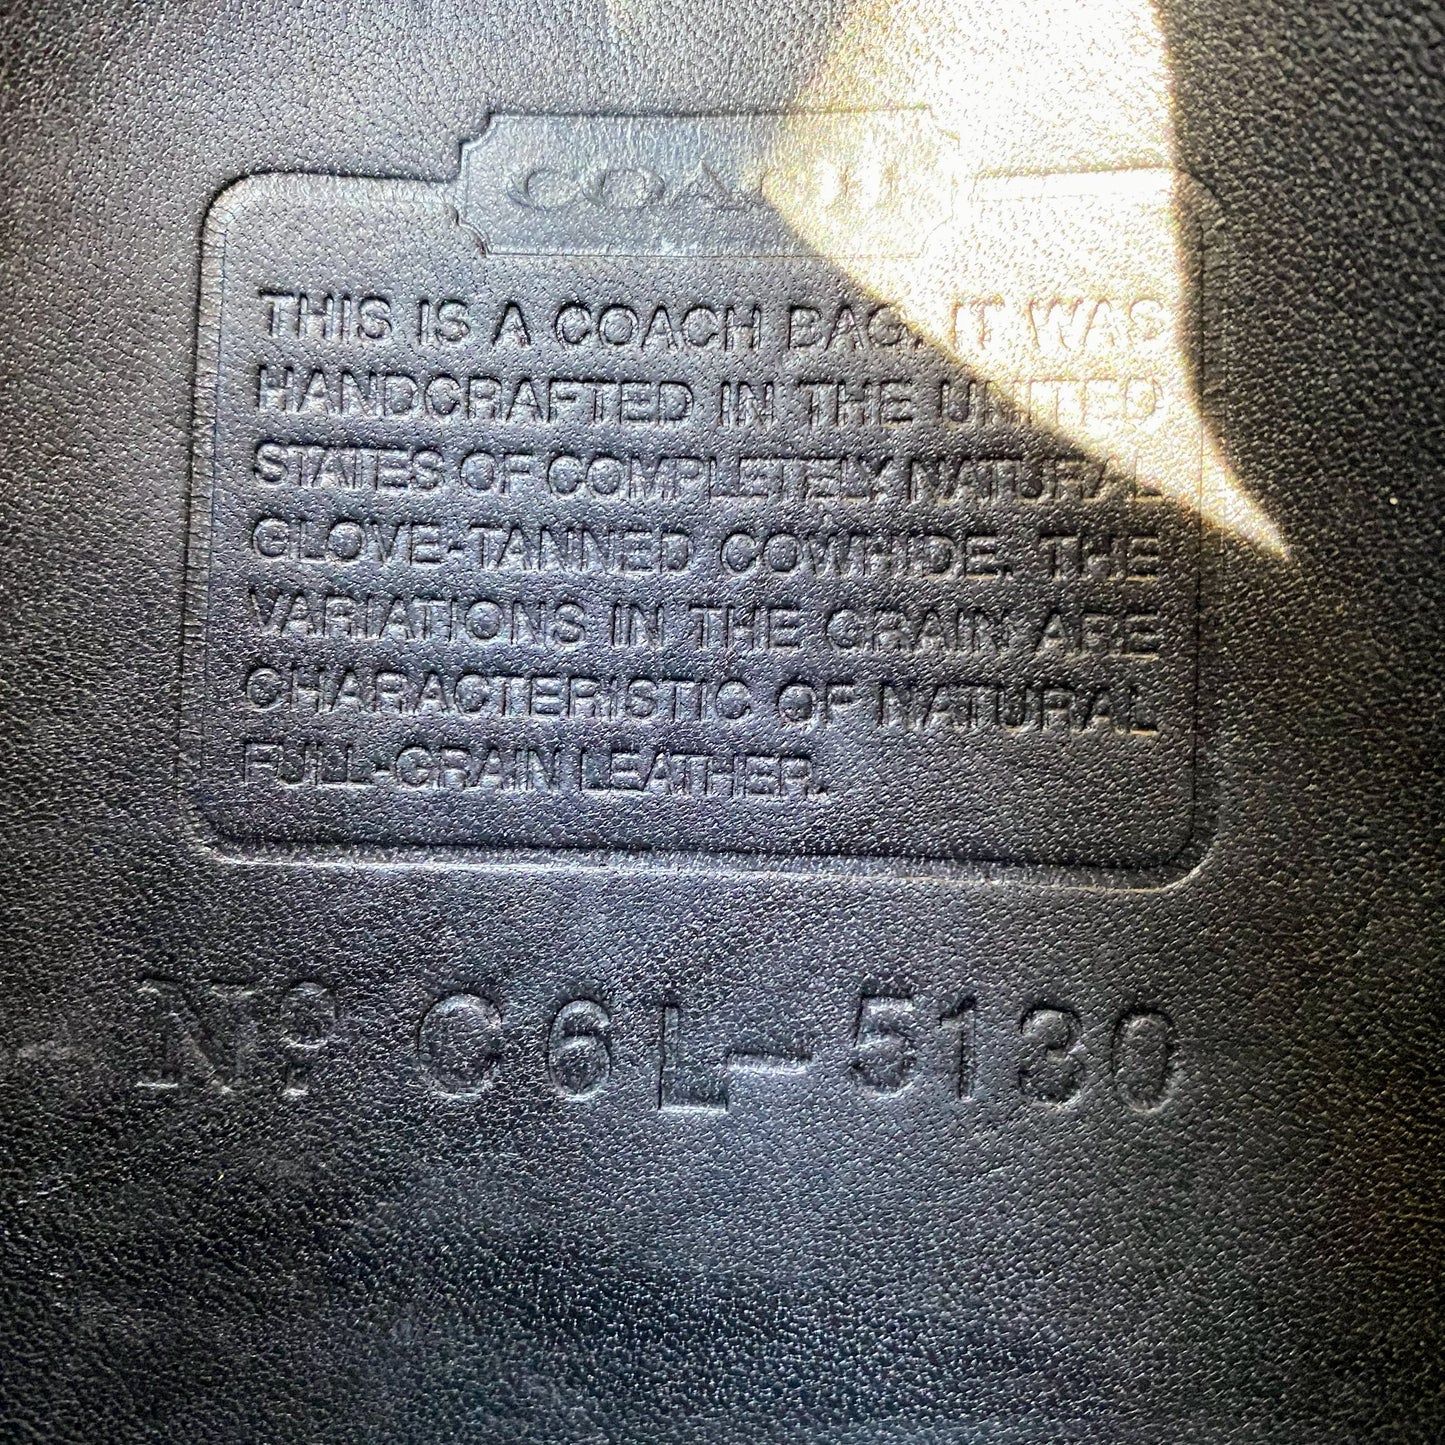 COACH
THIS IS A COACH BAG. IT WAS
HANDCRAFTED IN THE UNITED
STATES OF COMPLETELY NATURAL
GLOVE-TANNED COWHIDE. THE
VARIATIONS IN THE GRAIN ARE
CHARACTERISTIC OF NATURAL
FULL-GRAIN LEATHER.
Nº C6L-5130